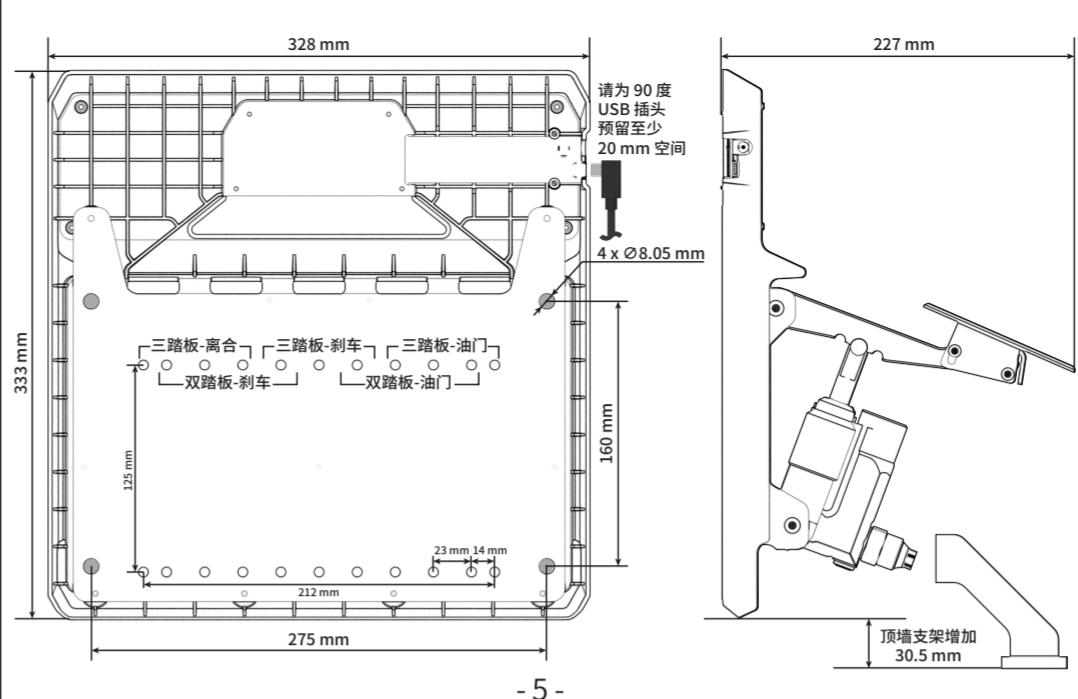 328 mm
227 mm
请为 90 度
USB 插头
预留至少
20 mm 空间
4 x ∅8.05 mm
333 mm
三踏板-离合
三踏板-刹车
三踏板-油门
双踏板-刹车
双踏板-油门
125 mm
160 mm
23 mm
14 mm
212 mm
275 mm
顶墙支架增加
30.5 mm
- 5 -